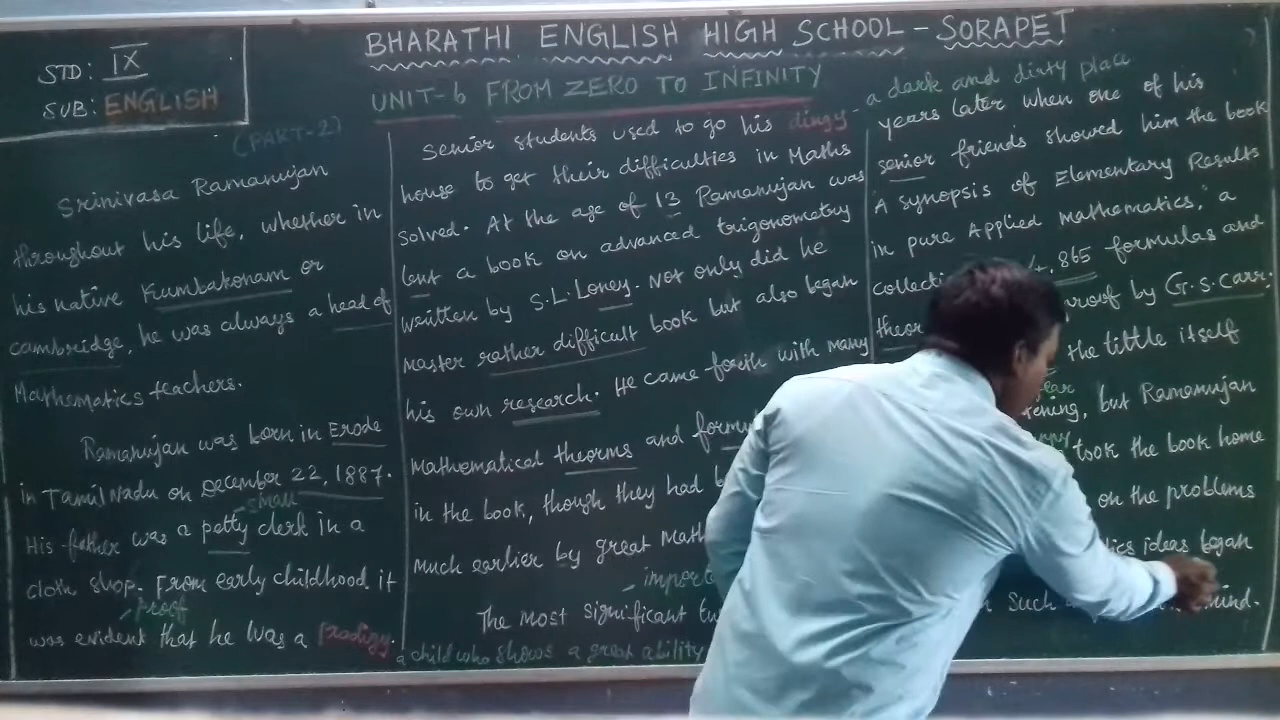 STD: IX
SUB: ENGLISH
BHARATHI ENGLISH HIGH SCHOOL - SORAPET
UNIT-6 FROM ZERO TO INFINITY
(PART-2)
Srinivasa Ramanujan
throughout his life, whether in
his native Kumbakonam or
cambridge, he was always a head of
Mathematics teachers.
Ramanujan was born in Erode
in Tamil Nadu on December 22, 1887.
small
His father was a petty clerk in a
cloth shop. From early childhood it
proof
was evident that he was a Prodigy.
a child who shows a great ability
Senior students used to go his dingy
house to get their difficulties in Maths
solved. At the age of 13 Ramanujan was
lent a book on advanced trigonometry
written by S.L. Loney. Not only did he
master rather difficult book but also began
his own research. He came forth with many
Mathematical theorms and
in the book, though they had
much earlier by great
The most significant
a dark and dirty place
years later when one of his
senior friends showed him the book
A synopsis of Elementary Results
in pure Applied mathematics," a
865 formulas and
by G.S. Carr.
the tittle itself
but Ramanujan
took the book home
on the problems
ideas began
such
mind.